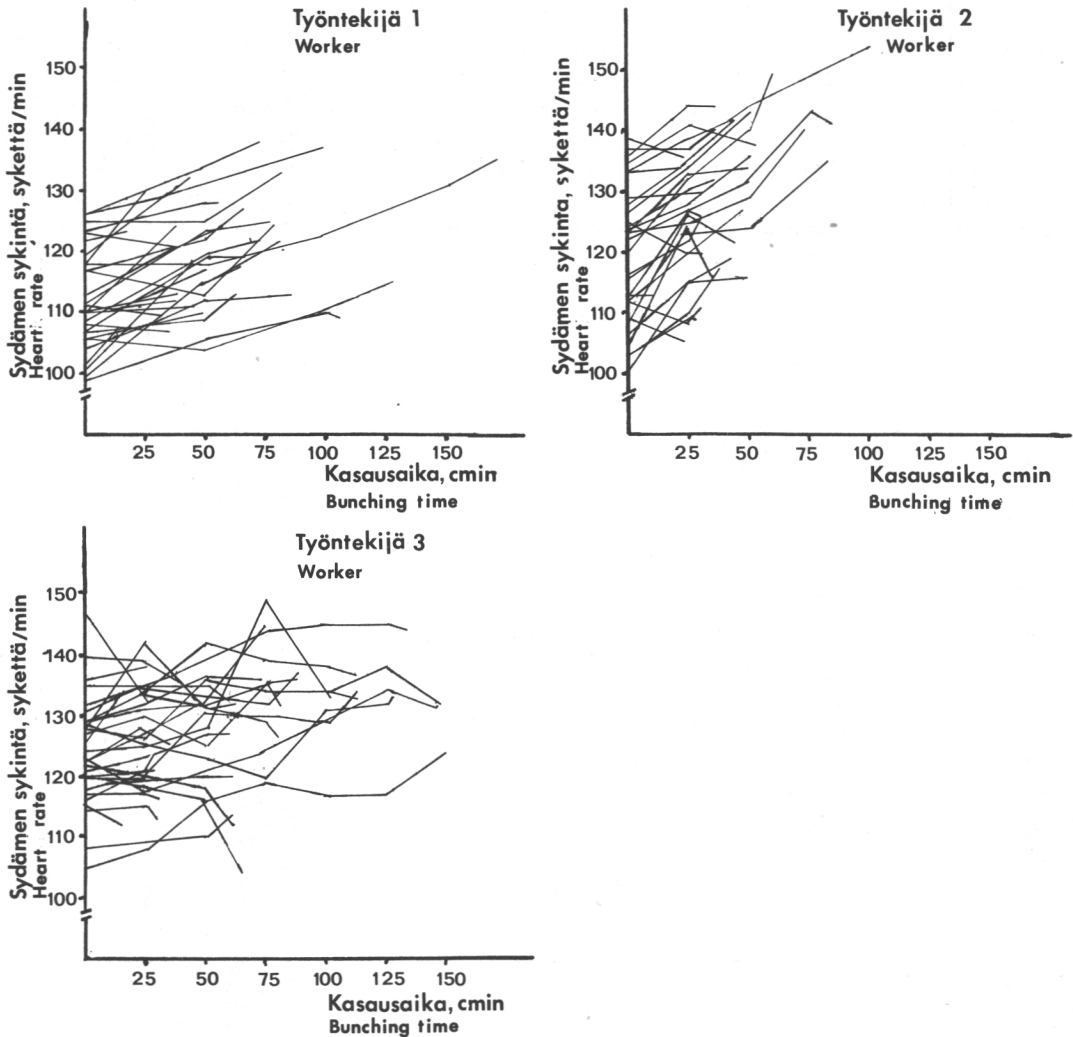 Työntekijä 1
Worker
Sydämen sykintä, sykettä/min
Heart rate
150
140
130
120
110
100
25 50 75 100 125 150
Kasausaika, cmin
Bunching time
Työntekijä 2
Worker
Sydämen sykinta, sykettä/min
Heart rate
150
140
130
120
110
100
25 50 75 100 125 150
Kasausaika, cmin
Bunching time
Työntekijä 3
Worker
Sydämen sykintä, sykettä/min
Heart rate
150
140
130
120
110
100
25 50 75 100 125 150
Kasausaika, cmin
Bunching time